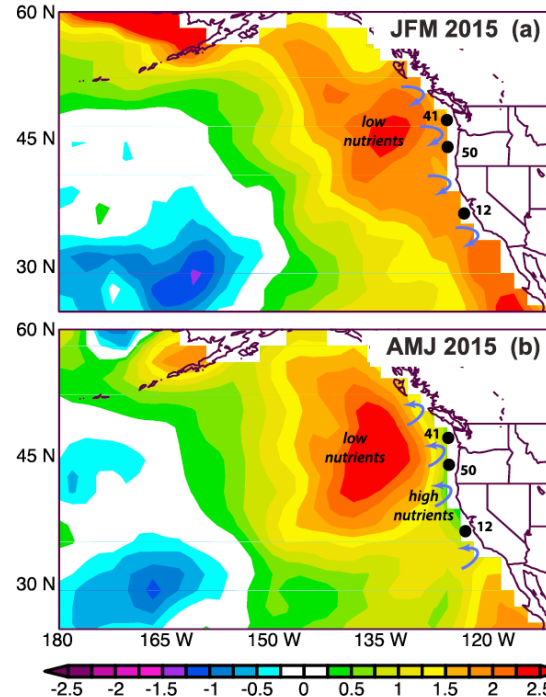 60 N
JFM 2015 (a)
low
nutrients
41
50
12
45 N
30 N
60 N
AMJ 2015 (b)
low
nutrients
41
50
high
nutrients
12
45 N
30 N
180 165 W 150 W 135 W 120 W
-2.5 -2 -1.5 -1 -0.5 0 0.5 1 1.5 2 2.5